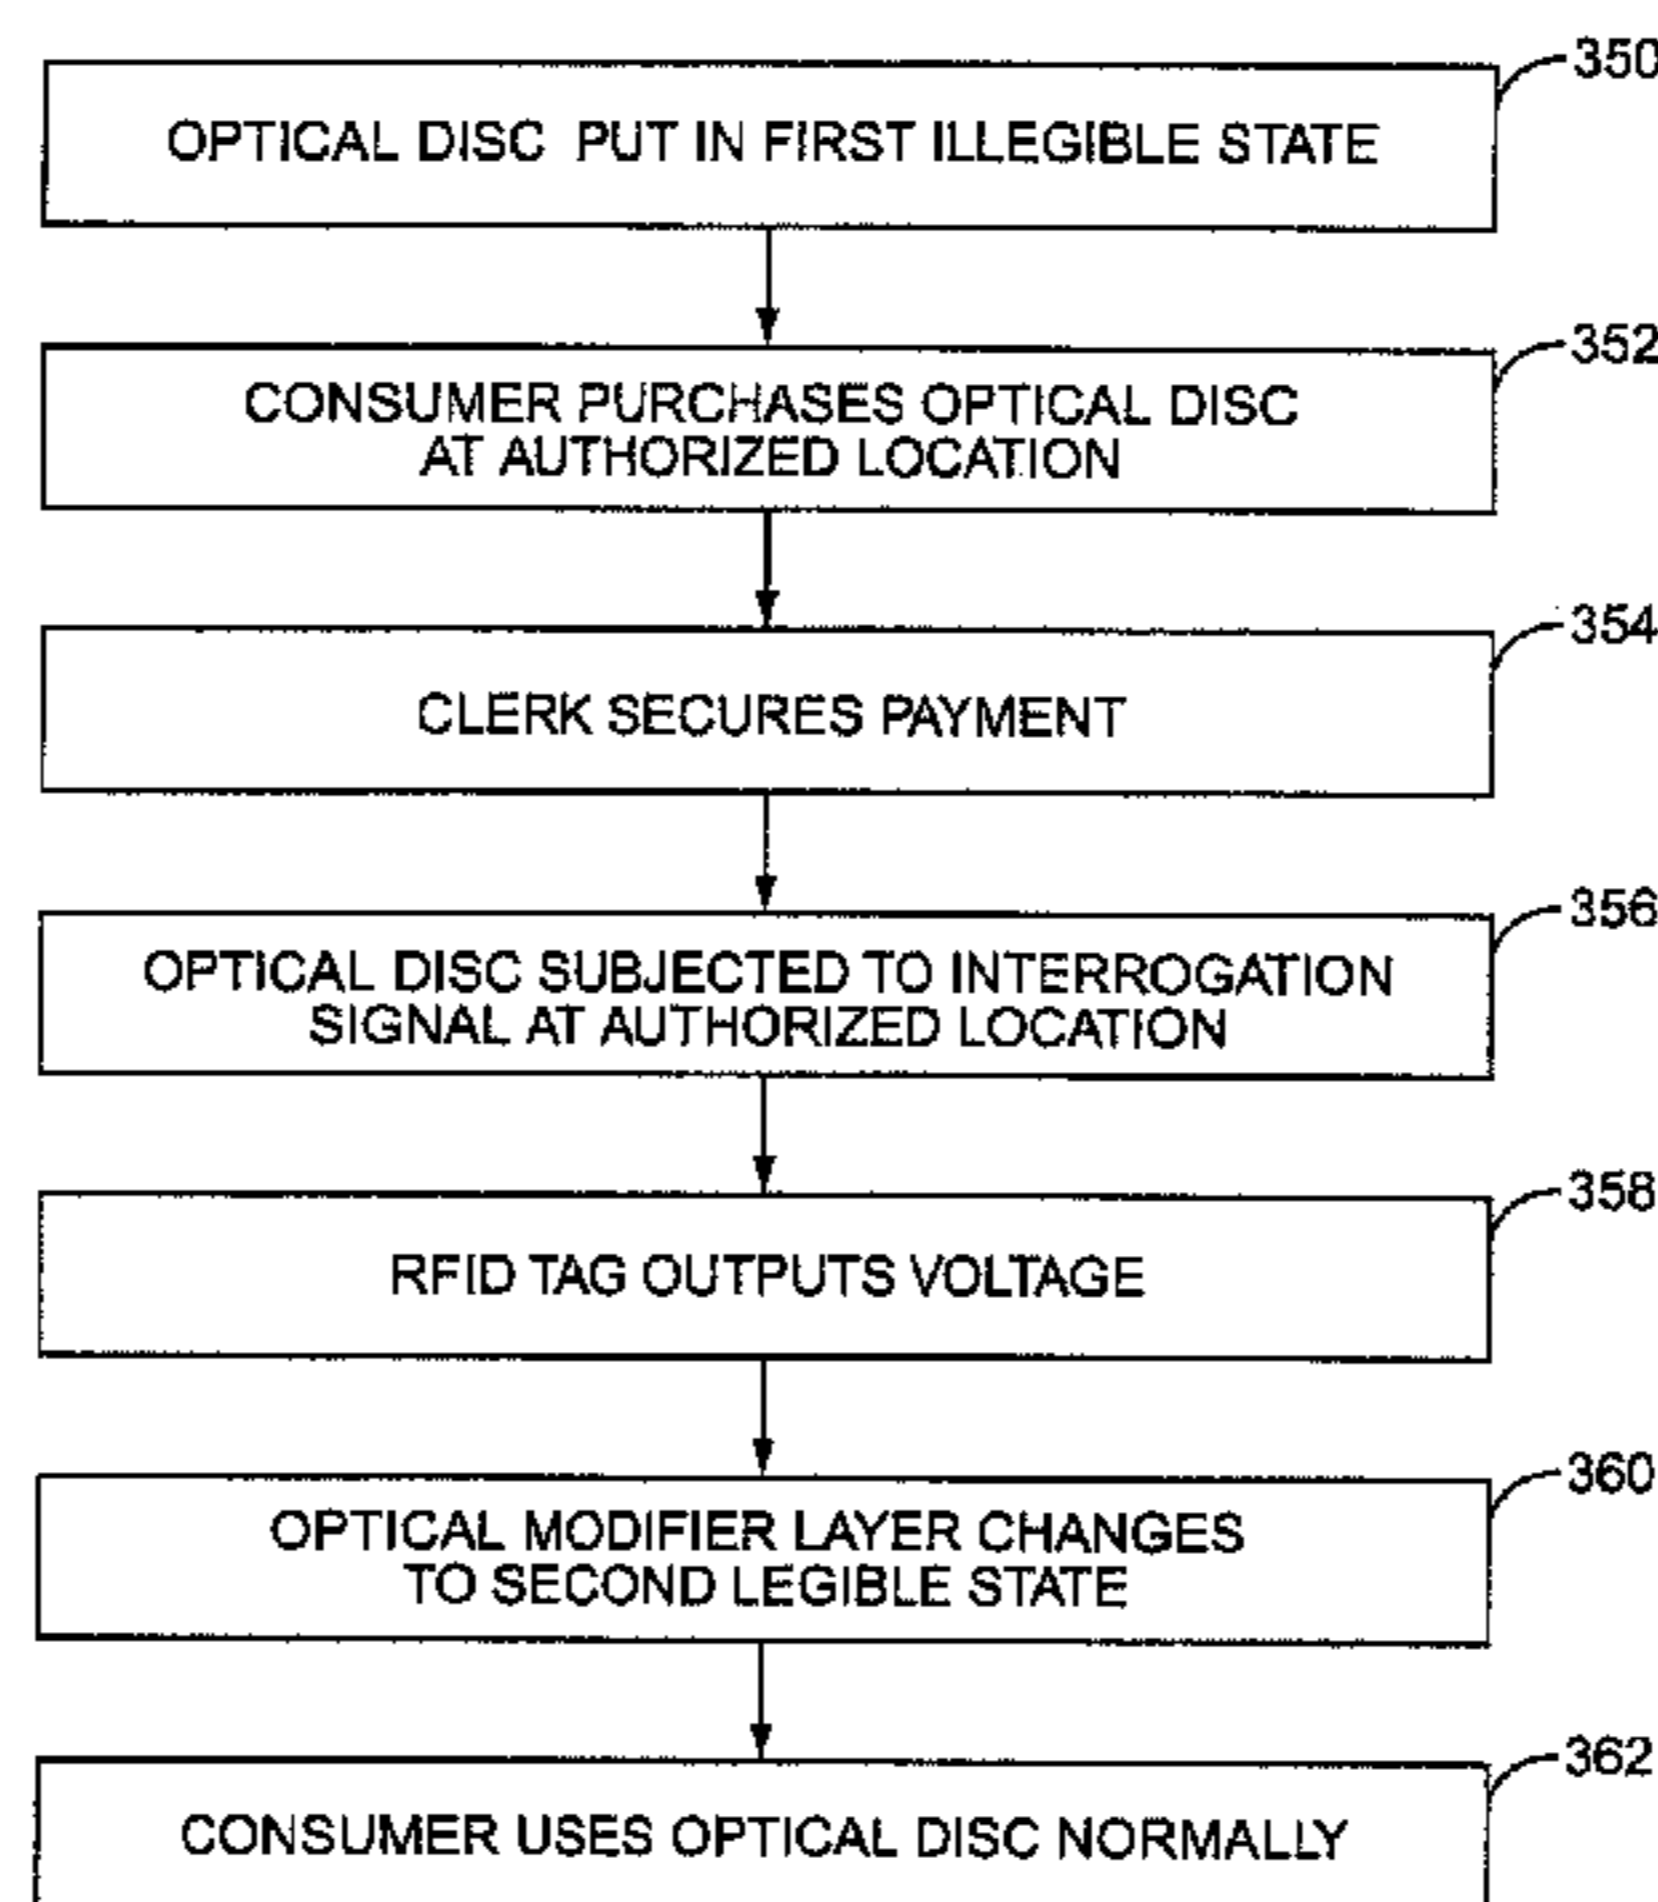 350
OPTICAL DISC PUT IN FIRST ILLEGIBLE STATE
352
CONSUMER PURCHASES OPTICAL DISC
AT AUTHORIZED LOCATION
354
CLERK SECURES PAYMENT
356
OPTICAL DISC SUBJECTED TO INTERROGATION
SIGNAL AT AUTHORIZED LOCATION
358
RFID TAG OUTPUTS VOLTAGE
360
OPTICAL MODIFIER LAYER CHANGES
TO SECOND LEGIBLE STATE
362
CONSUMER USES OPTICAL DISC NORMALLY